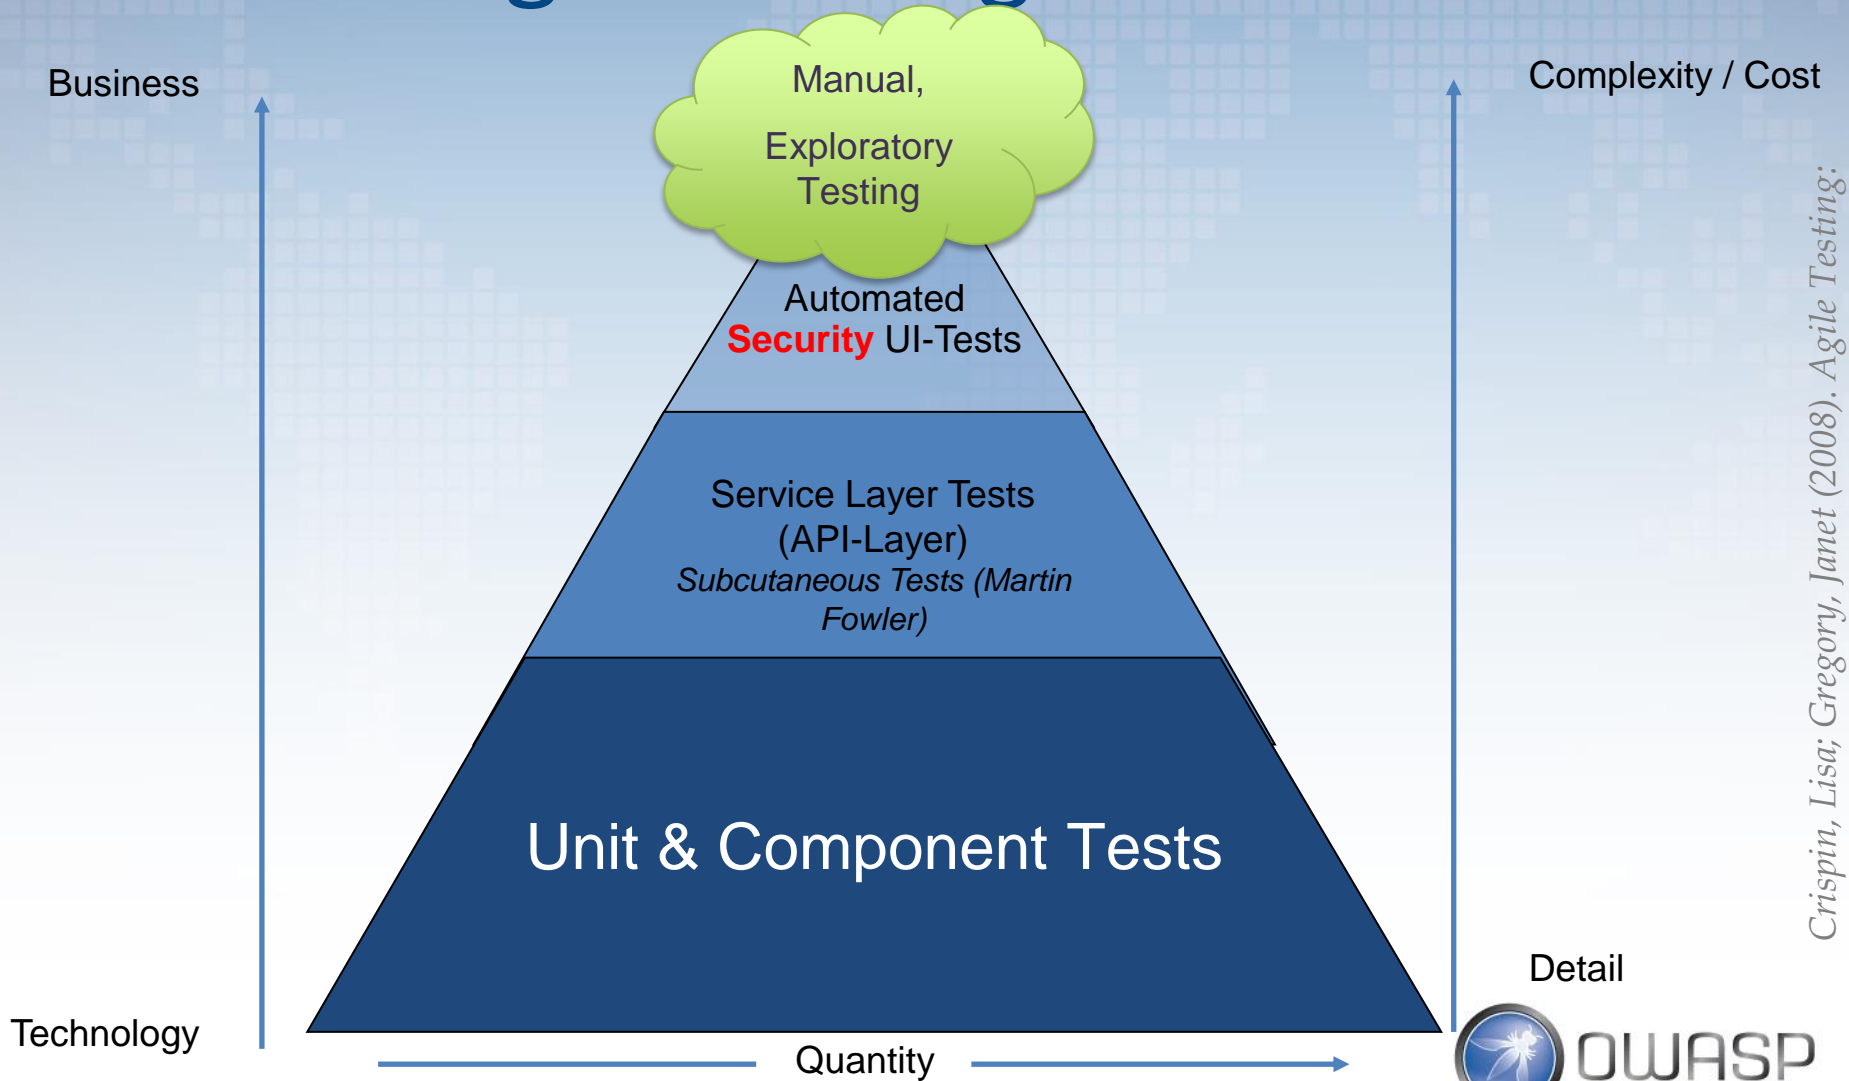 Business
Complexity / Cost
Manual,
Exploratory
Testing
Automated
Security UI-Tests
Service Layer Tests
(API-Layer)
Subcutaneous Tests (Martin
Fowler)
Unit & Component Tests
Detail
Technology
Quantity
OWASP
Crispin, Lisa; Gregory, Janet (2008). Agile Testing: